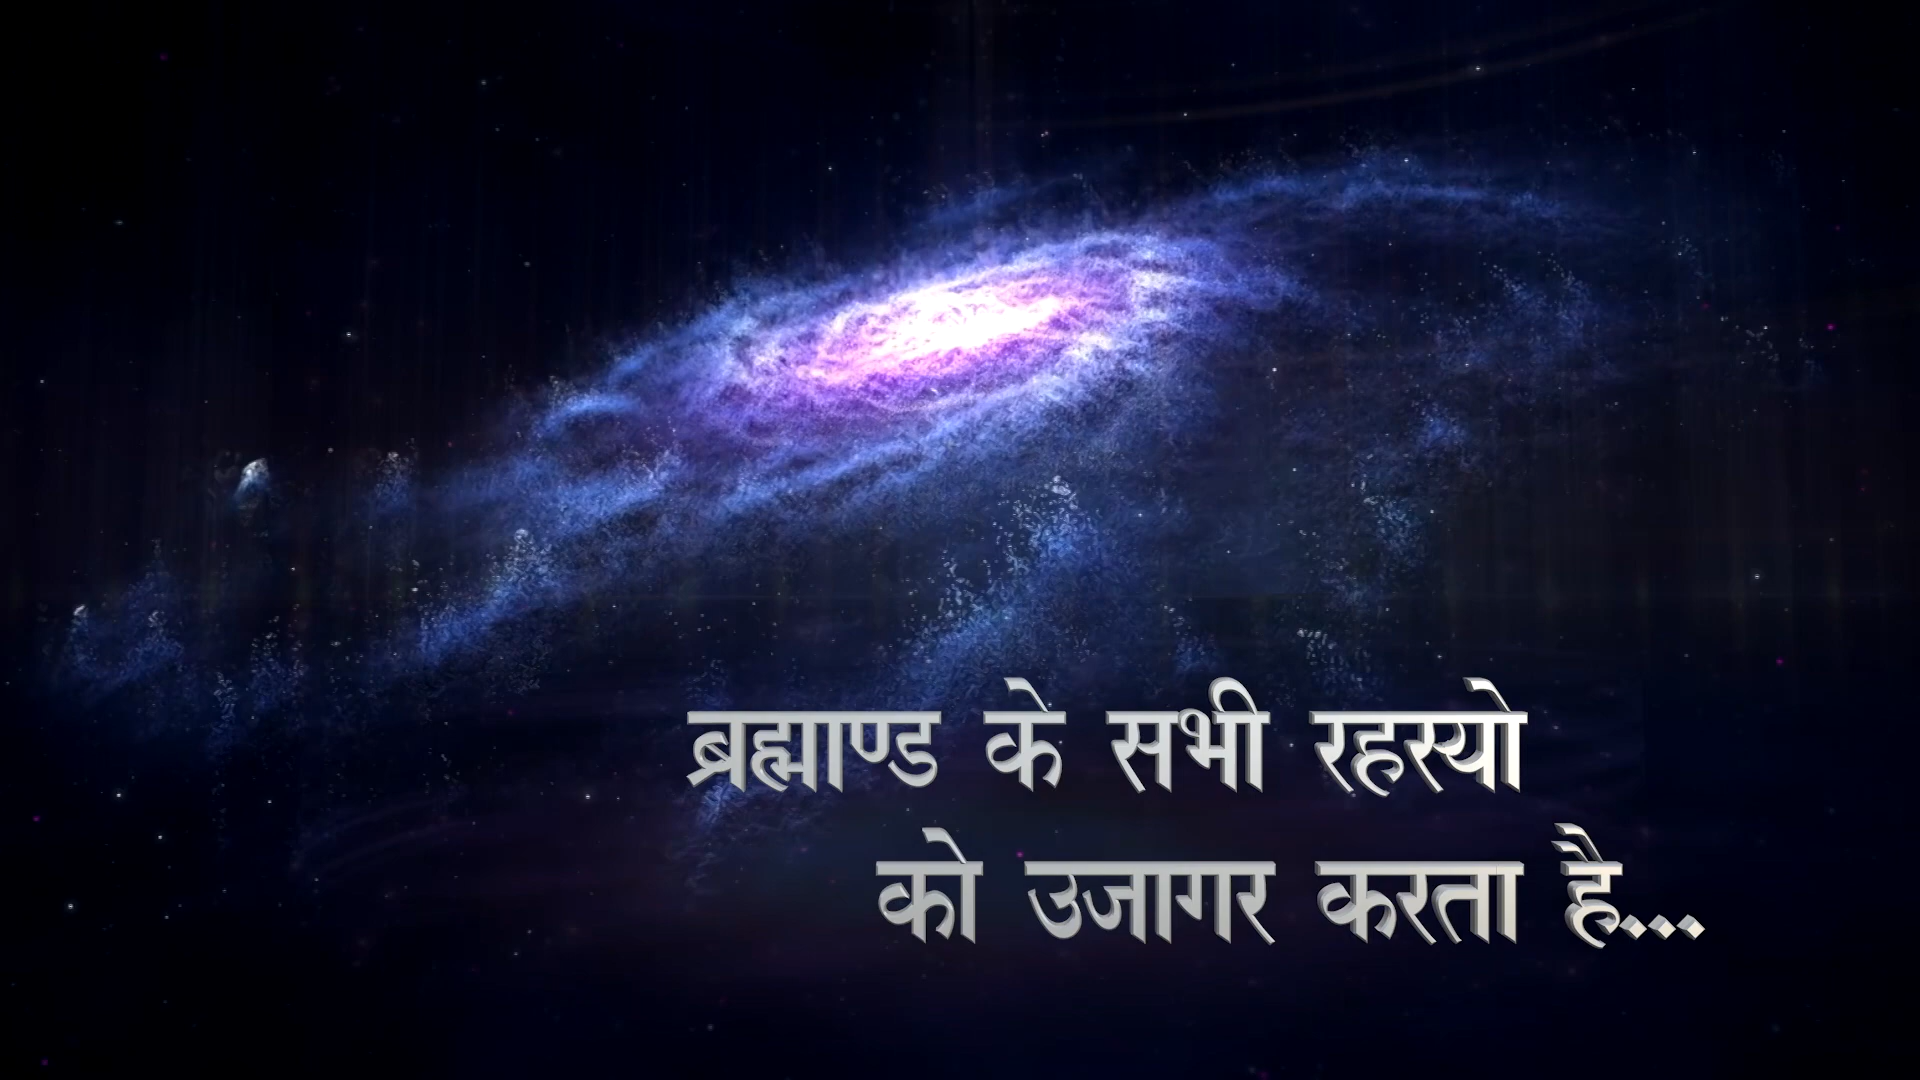 ब्रह्माण्ड के सभी रहस्यो
को उजागर करता है...